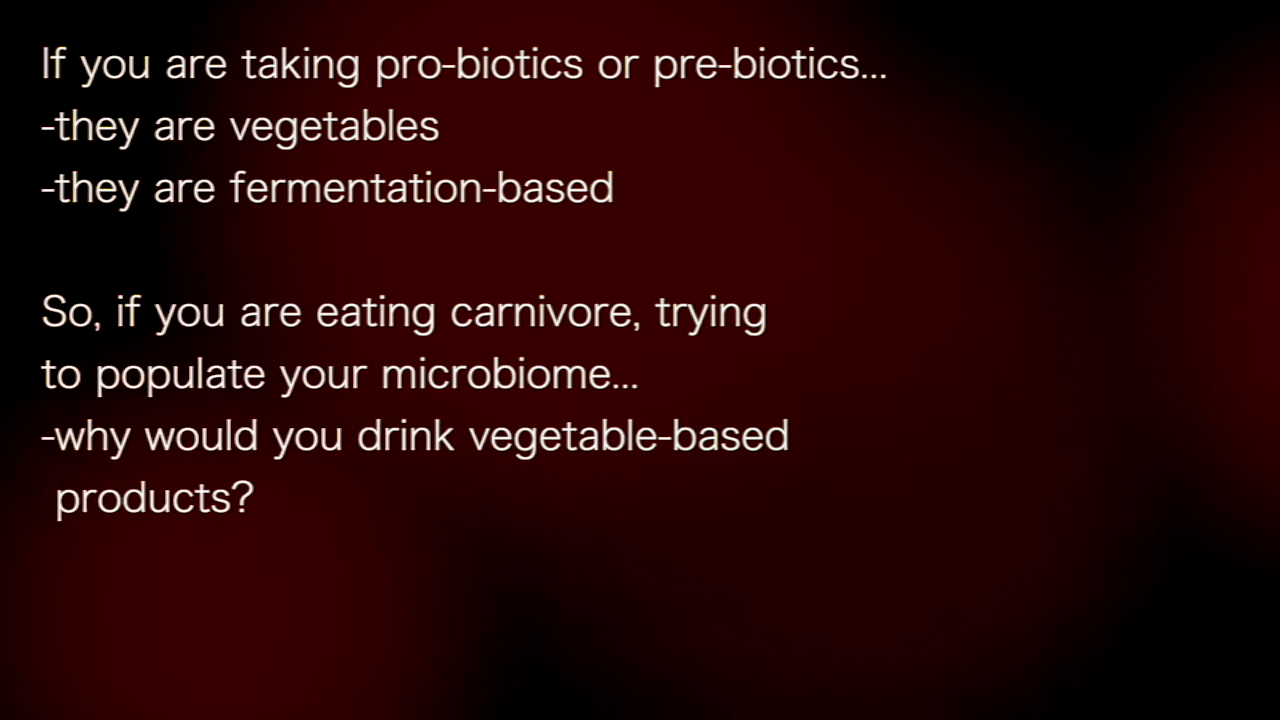 If you are taking pro-biotics or pre-biotics...
-they are vegetables
-they are fermentation-based
So, if you are eating carnivore, trying
to populate your microbiome...
-why would you drink vegetable-based
products?